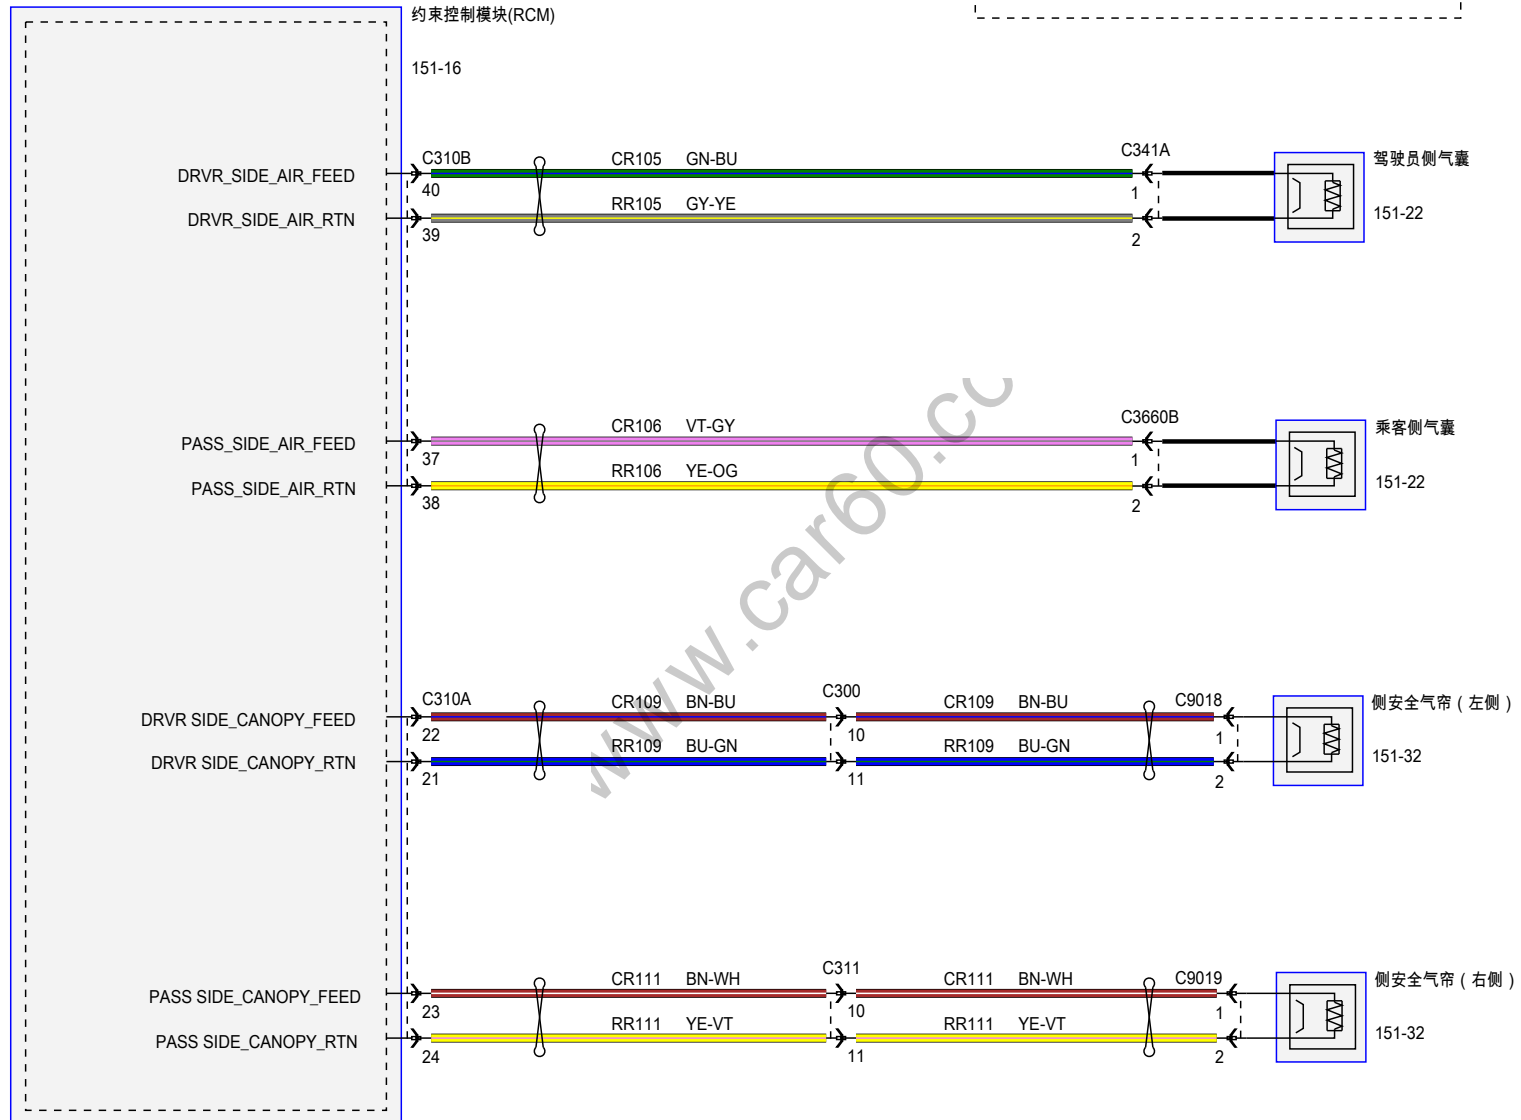 约束控制模块(RCM)
151-16
DRVR_SIDE_AIR_FEED
C310B
40
CR105 GN-BU
C341A
1
驾驶员侧气囊
DRVR_SIDE_AIR_RTN
39
RR105 GY-YE
2
151-22
PASS_SIDE_AIR_FEED
37
CR106 VT-GY
C3660B
1
乘客侧气囊
PASS_SIDE_AIR_RTN
38
RR106 YE-OG
2
151-22
www.car60.co
DRVR SIDE_CANOPY_FEED
C310A
22
CR109 BN-BU
C300
10
CR109 BN-BU
C9018
1
侧安全气帘(左侧)
DRVR SIDE_CANOPY_RTN
21
RR109 BU-GN
11
RR109 BU-GN
2
151-32
PASS SIDE_CANOPY_FEED
23
CR111 BN-WH
C311
10
CR111 BN-WH
C9019
1
侧安全气帘(右侧)
PASS SIDE_CANOPY_RTN
24
RR111 YE-VT
11
RR111 YE-VT
2
151-32